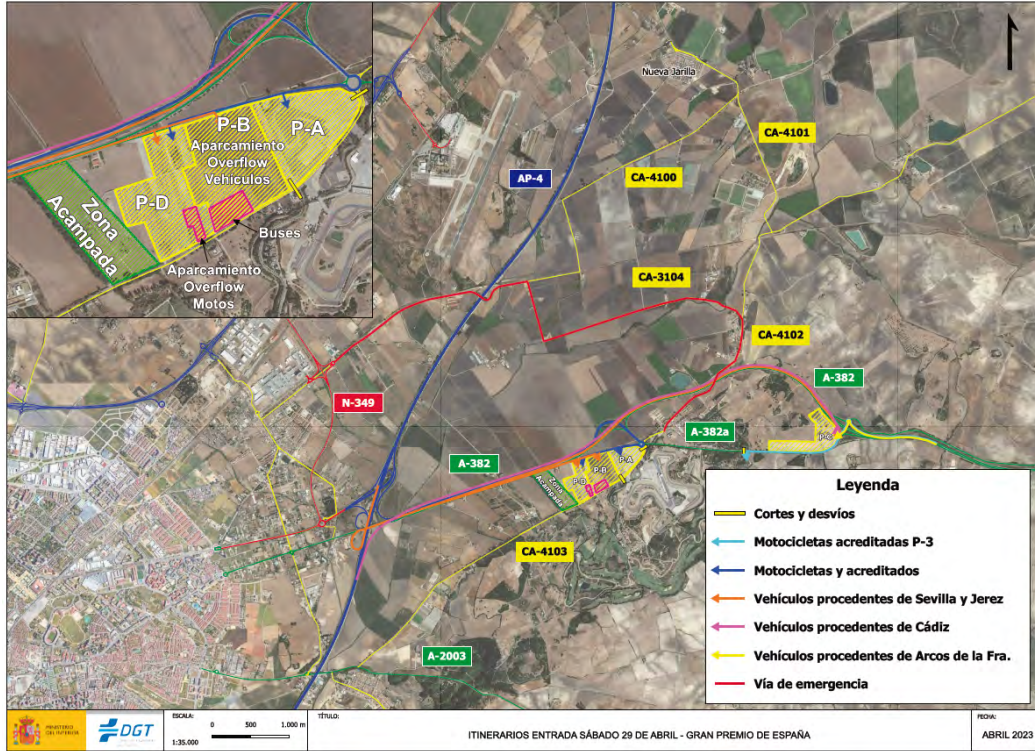 P-B
P-A
Aparcamiento
Overflow
Vehículos
P-D
Zona
Acampada
Buses
Aparcamiento
Overflow
Motos
Nueva Jarilla
CA-4101
AP-4
CA-4100
CA-3104
CA-4102
A-382
N-349
A-382a
P-C
A-382
P-A
P-B
P-D
Zona
Acampada
CA-4103
A-2003
Leyenda
Cortes y desvíos
Motocicletas acreditadas P-3
Motocicletas y acreditados
Vehículos procedentes de Sevilla y Jerez
Vehículos procedentes de Cádiz
Vehículos procedentes de Arcos de la Fra.
Vía de emergencia
MINISTERIO
DEL INTERIOR
DGT
ESCALA:
0 500 1.000 m
1:35.000
TÍTULO:
ITINERARIOS ENTRADA SÁBADO 29 DE ABRIL - GRAN PREMIO DE ESPAÑA
FECHA:
ABRIL 2023